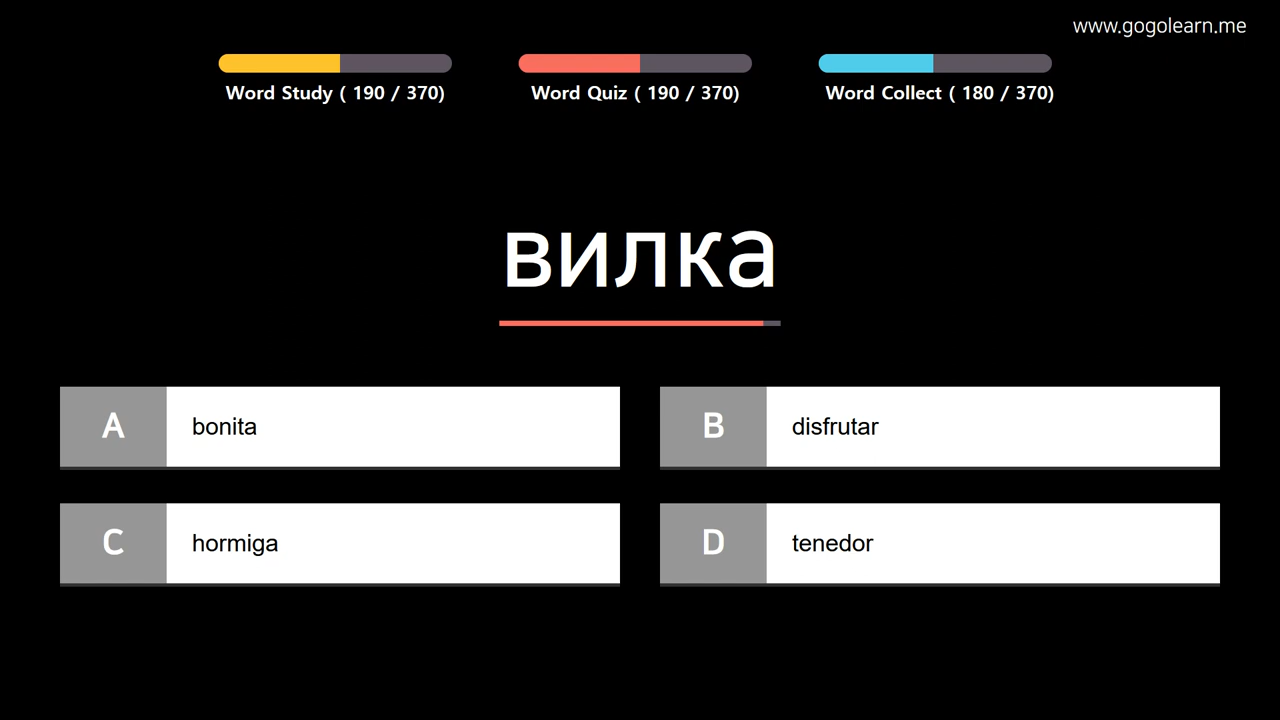 www.gogolearn.me
Word Study ( 190 / 370)
Word Quiz ( 190 / 370)
Word Collect ( 180 / 370)
вилка
A bonita
B disfrutar
C hormiga
D tenedor